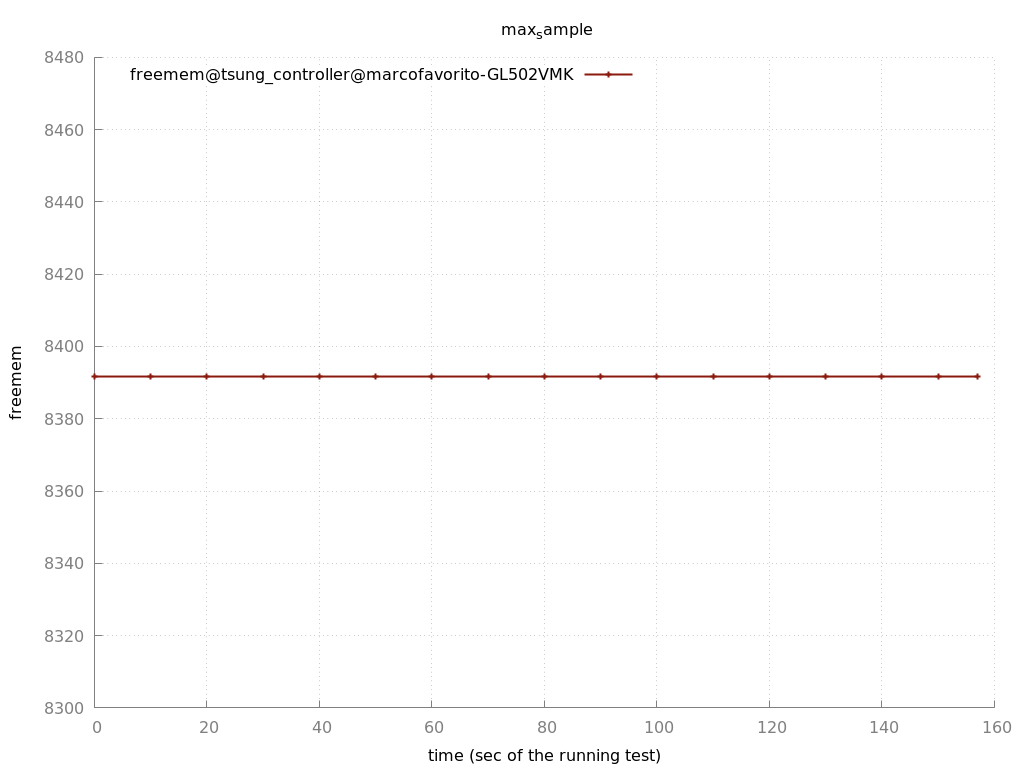 max_sample
8480
freemem@tsung_controller@marcofavorito-GL502VMK
8460
8440
8420
8400
8380
8360
8340
8320
8300
freemem
0 20 40 60 80 100 120 140 160
time (sec of the running test)